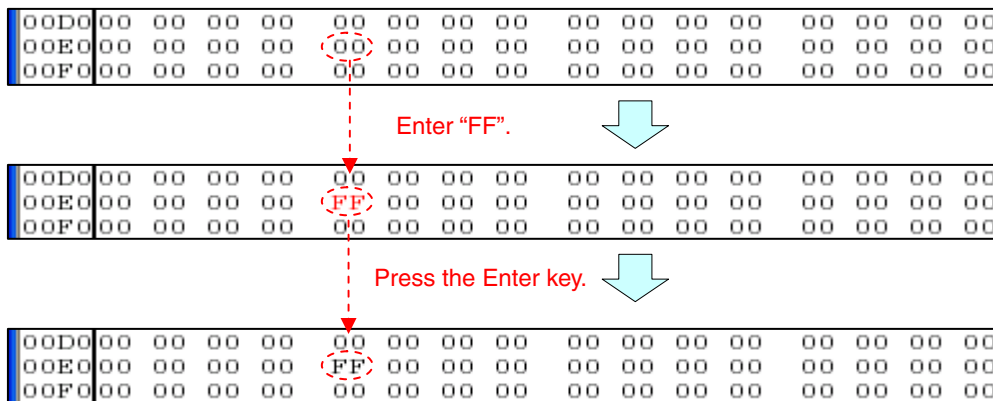 00D0 00 00 00 00 00 00 00 00 00 00 00 00 00 00 00 00
00E0 00 00 00 00 00 00 00 00 00 00 00 00 00 00 00 00
00F0 00 00 00 00 00 00 00 00 00 00 00 00 00 00 00 00
Enter “FF”.
00D0 00 00 00 00 00 00 00 00 00 00 00 00 00 00 00 00
00E0 00 00 00 00 FF 00 00 00 00 00 00 00 00 00 00 00
00F0 00 00 00 00 00 00 00 00 00 00 00 00 00 00 00 00
Press the Enter key.
00D0 00 00 00 00 00 00 00 00 00 00 00 00 00 00 00 00
00E0 00 00 00 00 FF 00 00 00 00 00 00 00 00 00 00 00
00F0 00 00 00 00 00 00 00 00 00 00 00 00 00 00 00 00